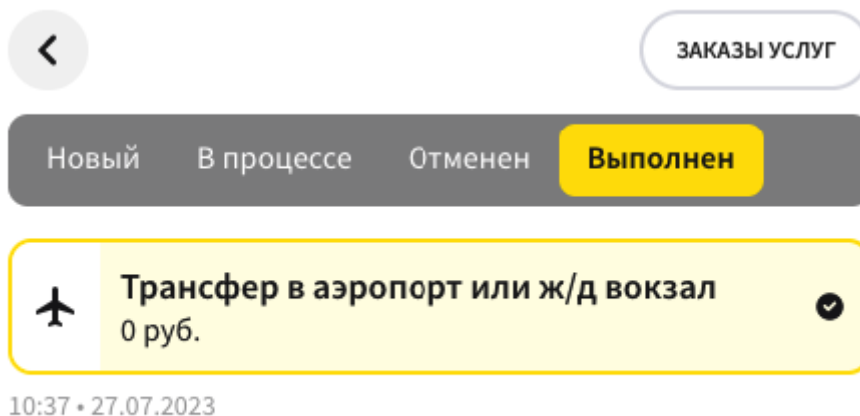 ЗАКАЗЫ УСЛУГ
Новый В процессе Отменен Выполнен
Трансфер в аэропорт или ж/д вокзал
0 руб.
10:37 • 27.07.2023